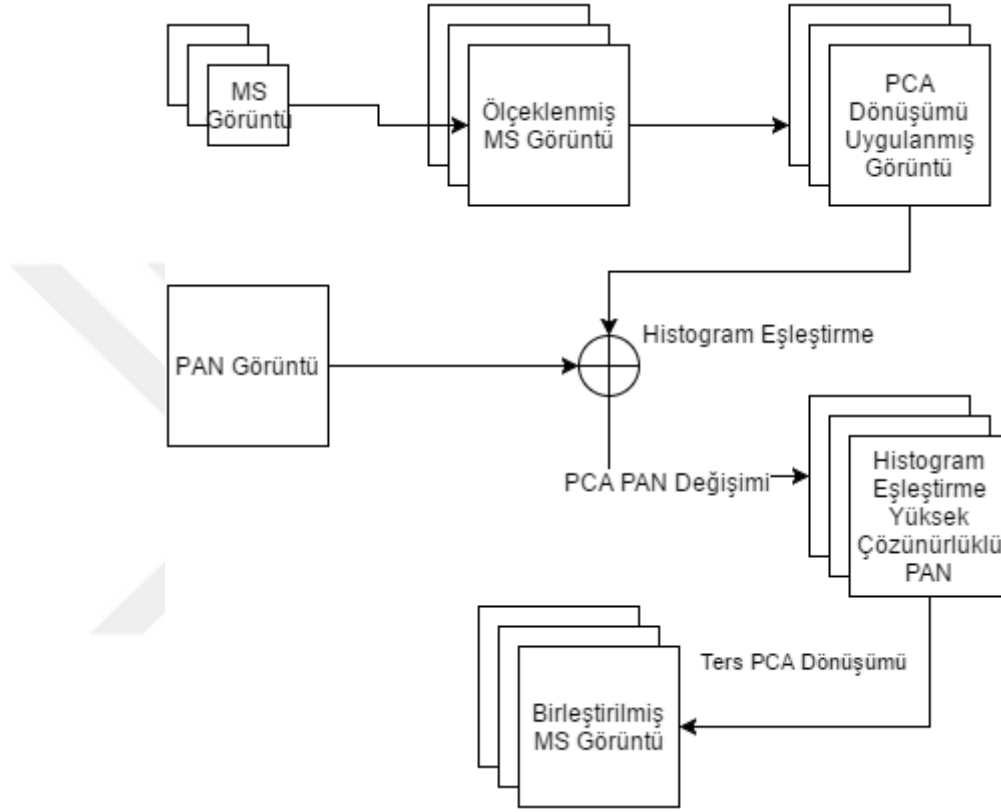 MS
Görüntü
Ölçeklenmiş
MS Görüntü
PCA
Dönüşümü
Uygulanmış
Görüntü
PAN Görüntü
Histogram Eşleştirme
PCA PAN Değişimi
Histogram
Eşleştirme
Yüksek
Çözünürlüklü
PAN
Ters PCA Dönüşümü
Birleştirilmiş
MS Görüntü